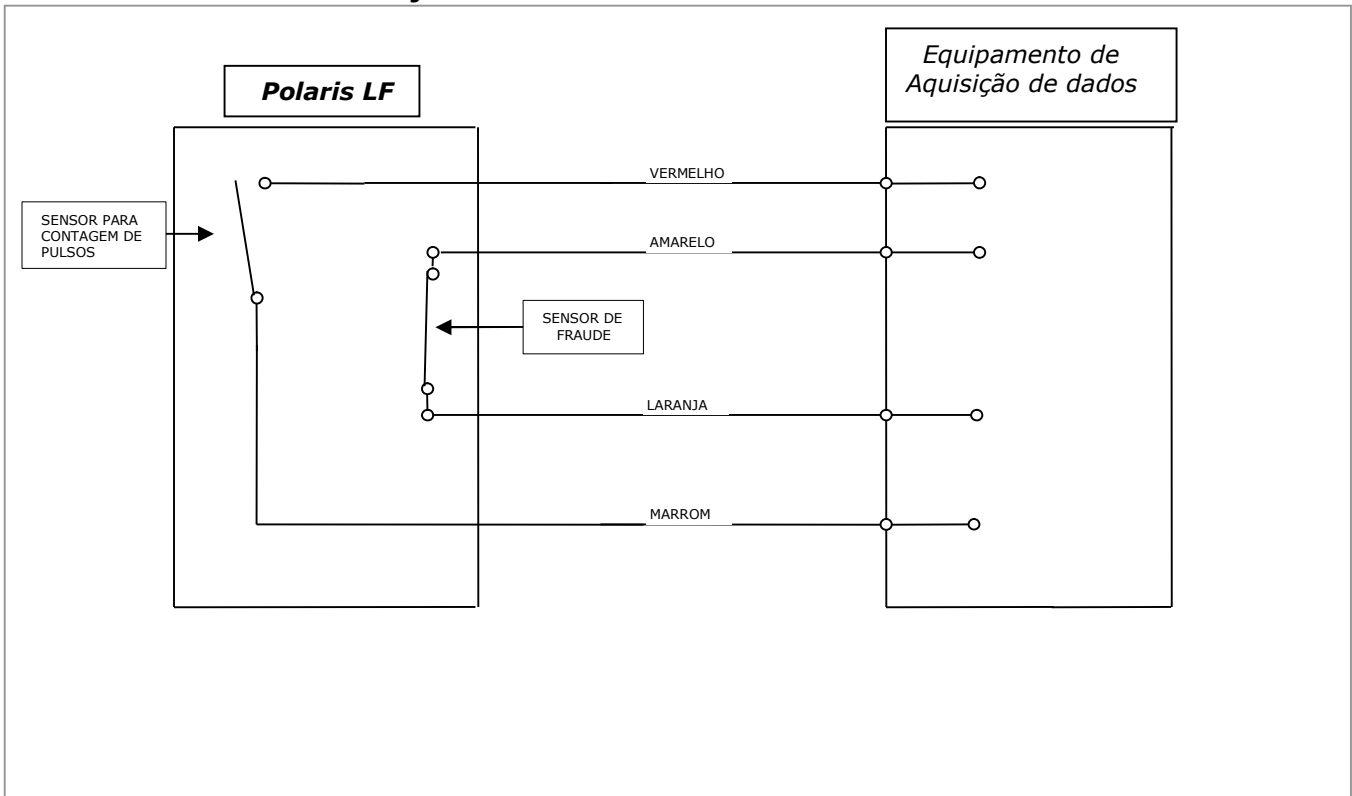 Polaris LF
Equipamento de
Aquisição de dados
VERMELHO
SENSOR PARA
CONTAGEM DE
PULSOS
AMARELO
SENSOR DE
FRAUDE
LARANJA
MARROM